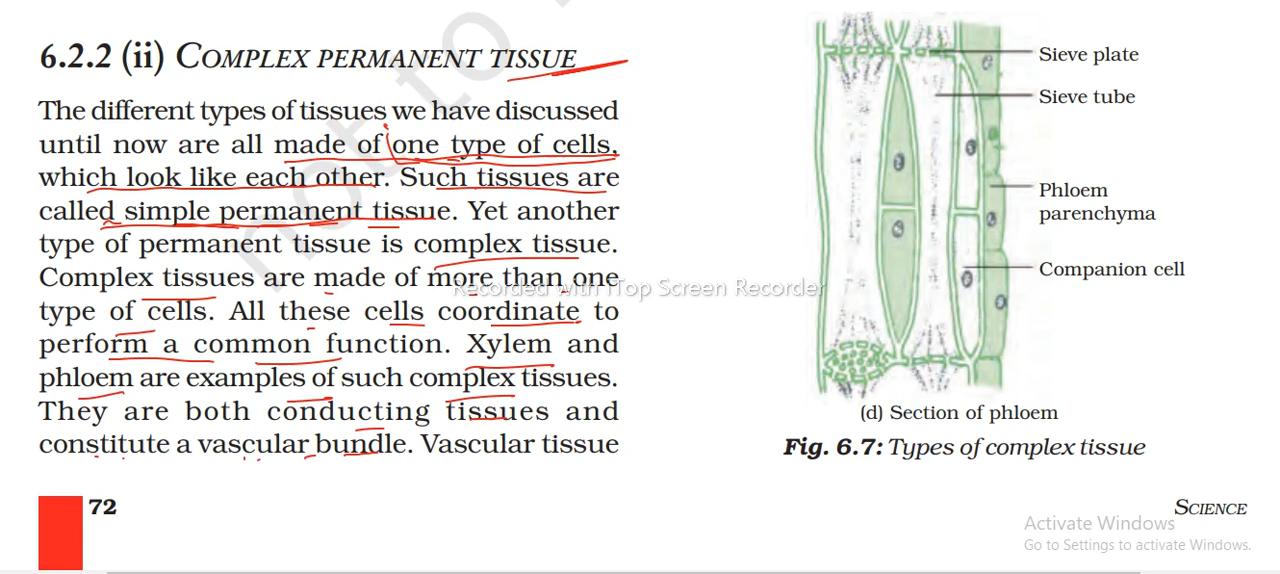 6.2.2 (ii) COMPLEX PERMANENT TISSUE
The different types of tissues we have discussed
until now are all made of one type of cells,
which look like each other. Such tissues are
called simple permanent tissue. Yet another
type of permanent tissue is complex tissue.
Complex tissues are made of more than one
type of cells. All these cells coordinate to
perform a common function. Xylem and
phloem are examples of such complex tissues.
They are both conducting tissues and
constitute a vascular bundle. Vascular tissue
72
Sieve plate
Sieve tube
Phloem
parenchyma
Companion cell
(d) Section of phloem
Fig. 6.7: Types of complex tissue
SCIENCE
not to
Recorded with iTop Screen Recorder
Activate Windows
Go to Settings to activate Windows.